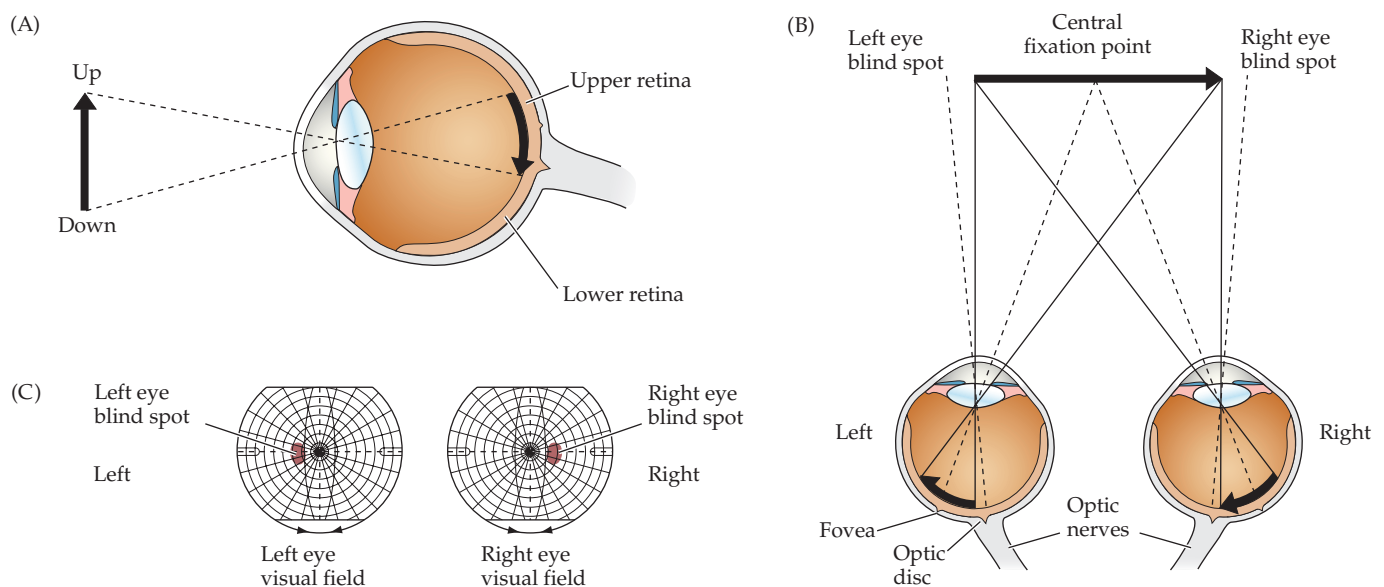 (A)
Up
Down
Upper retina
Lower retina
(B)
Left eye
blind spot
Central
fixation point
Right eye
blind spot
Left
Right
Fovea
Optic
disc
Optic
nerves
(C)
Left eye
blind spot
Left
Right eye
blind spot
Right
Left eye
visual field
Right eye
visual field